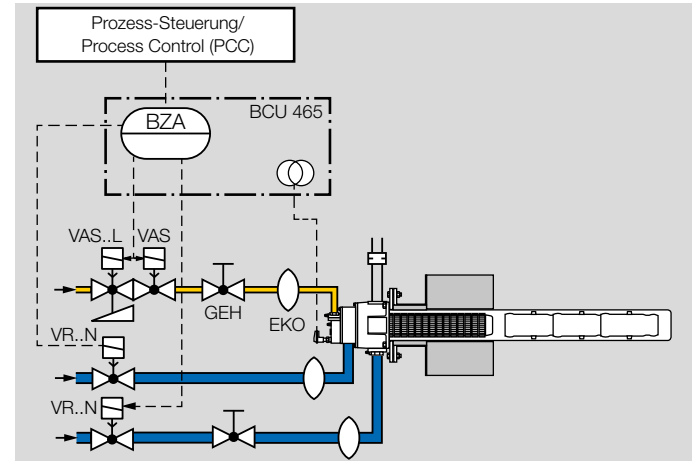 Prozess-Steuerung/
Process Control (PCC)
BCU 465
BZA
VAS..L VAS
GEH
EKO
VR..N
VR..N